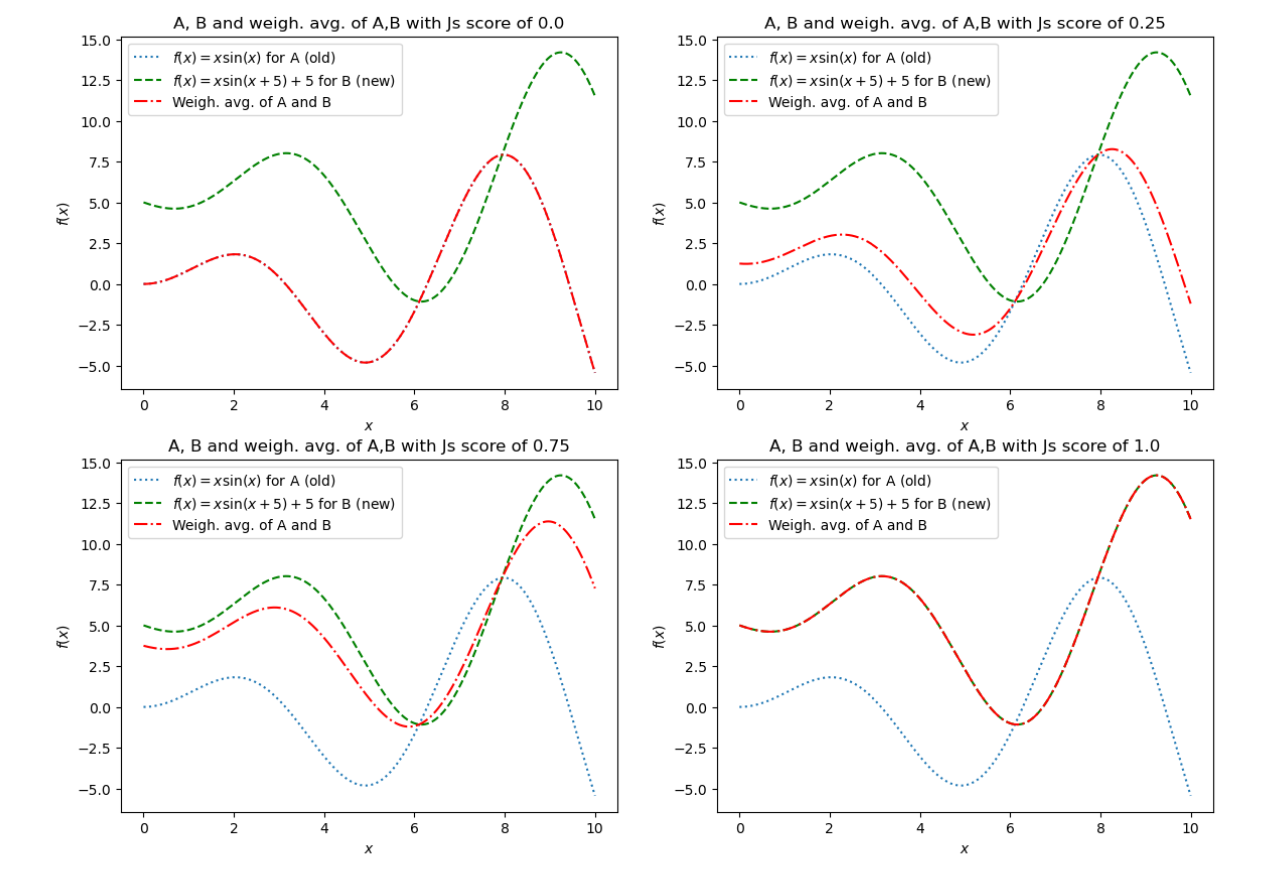 A, B and weigh. avg. of A,B with Js score of 0.0
15.0
12.5
10.0
7.5
5.0
2.5
0.0
−2.5
−5.0
f(x)
f(x) = x sin(x) for A (old)
f(x) = x sin(x + 5) + 5 for B (new)
Weigh. avg. of A and B
0 2 4 6 8 10
x
A, B and weigh. avg. of A,B with Js score of 0.25
15.0
12.5
10.0
7.5
5.0
2.5
0.0
−2.5
−5.0
f(x)
f(x) = x sin(x) for A (old)
f(x) = x sin(x + 5) + 5 for B (new)
Weigh. avg. of A and B
0 2 4 6 8 10
x
A, B and weigh. avg. of A,B with Js score of 0.75
15.0
12.5
10.0
7.5
5.0
2.5
0.0
−2.5
−5.0
f(x)
f(x) = x sin(x) for A (old)
f(x) = x sin(x + 5) + 5 for B (new)
Weigh. avg. of A and B
0 2 4 6 8 10
x
A, B and weigh. avg. of A,B with Js score of 1.0
15.0
12.5
10.0
7.5
5.0
2.5
0.0
−2.5
−5.0
f(x)
f(x) = x sin(x) for A (old)
f(x) = x sin(x + 5) + 5 for B (new)
Weigh. avg. of A and B
0 2 4 6 8 10
x